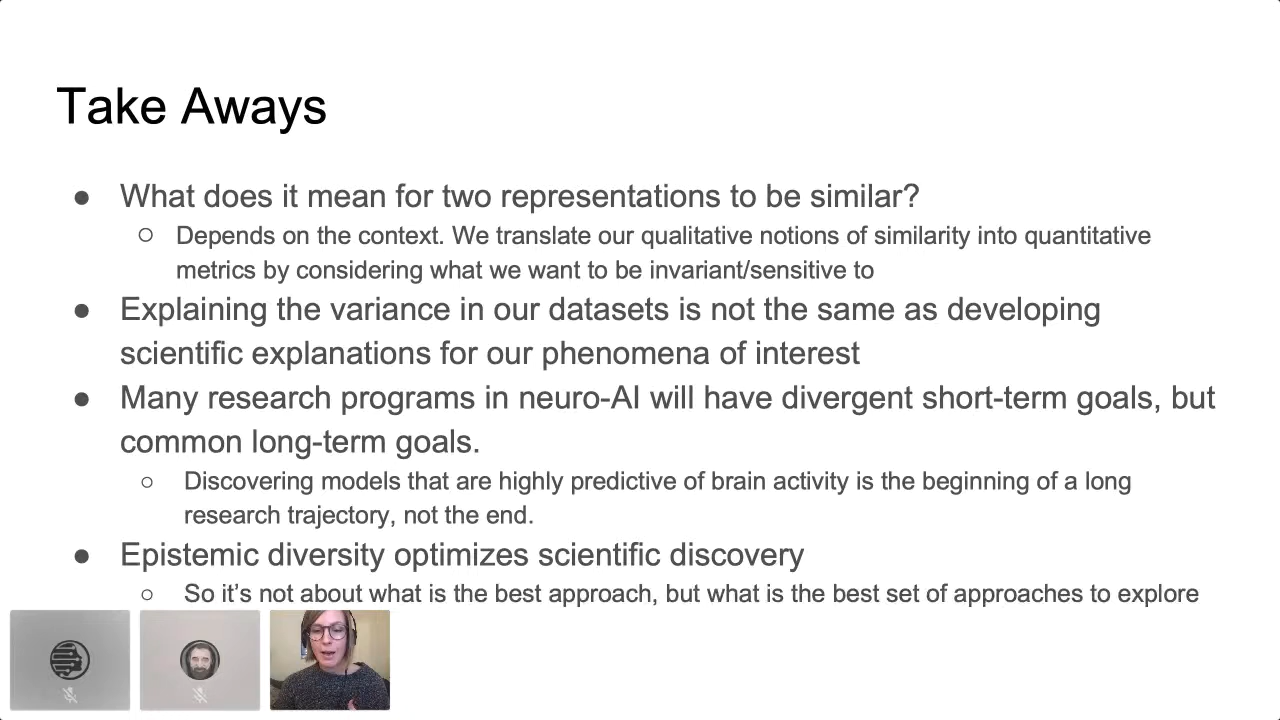 Take Aways
● What does it mean for two representations to be similar?
○ Depends on the context. We translate our qualitative notions of similarity into quantitative
metrics by considering what we want to be invariant/sensitive to
● Explaining the variance in our datasets is not the same as developing
scientific explanations for our phenomena of interest
● Many research programs in neuro-AI will have divergent short-term goals, but
common long-term goals.
○ Discovering models that are highly predictive of brain activity is the beginning of a long
research trajectory, not the end.
● Epistemic diversity optimizes scientific discovery
○ So it’s not about what is the best approach, but what is the best set of approaches to explore